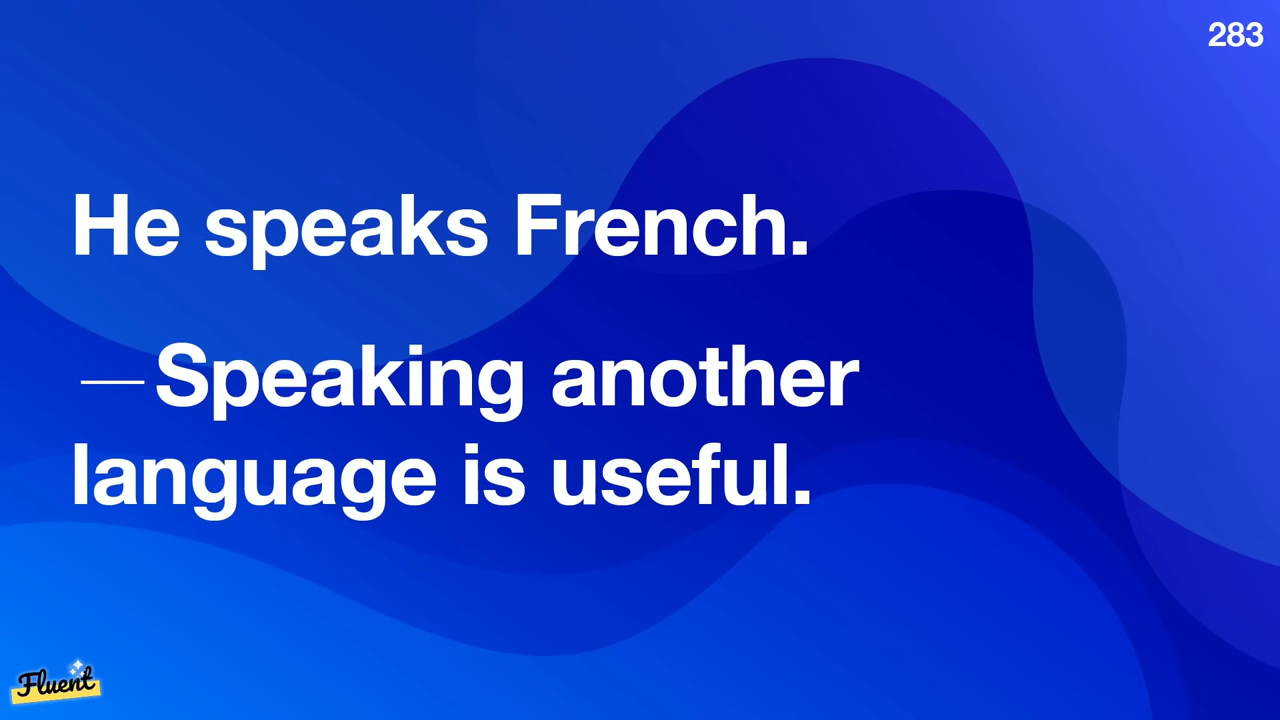 283
He speaks French.
—Speaking another
language is useful.
Fluent